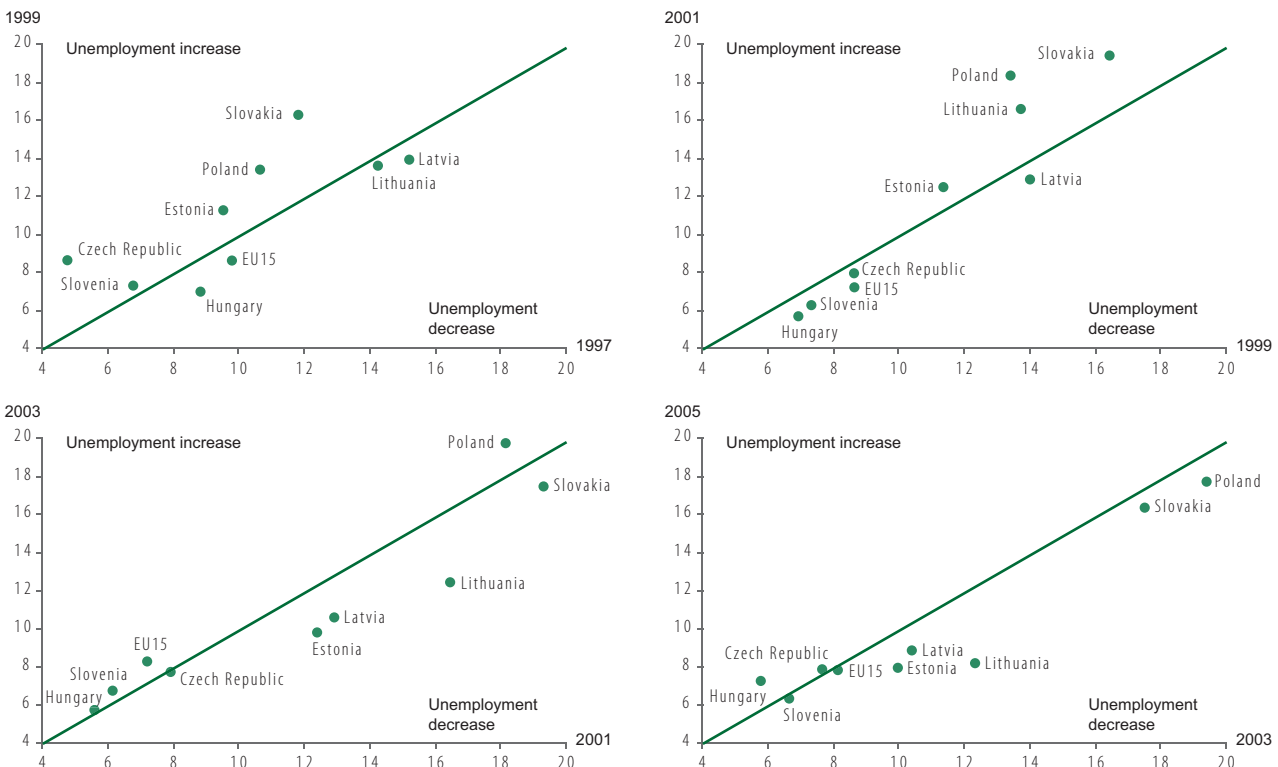 1999
Unemployment increase
20
18
16
14
12
10
8
6
4
Slovakia
Poland
Latvia
Lithuania
Estonia
Czech Republic
EU15
Slovenia
Hungary
Unemployment
decrease
1997
4 6 8 10 12 14 16 18 20
2001
Unemployment increase
20
18
16
14
12
10
8
6
4
Slovakia
Poland
Lithuania
Estonia
Latvia
Czech Republic
EU15
Slovenia
Hungary
Unemployment
decrease
1999
4 6 8 10 12 14 16 18 20
2003
Unemployment increase
20
18
16
14
12
10
8
6
4
Poland
Slovakia
Lithuania
Latvia
Estonia
EU15
Slovenia
Czech Republic
Hungary
Unemployment
decrease
2001
4 6 8 10 12 14 16 18 20
2005
Unemployment increase
20
18
16
14
12
10
8
6
4
Poland
Slovakia
Czech Republic
Latvia
Lithuania
EU15
Estonia
Hungary
Slovenia
Unemployment
decrease
2003
4 6 8 10 12 14 16 18 20